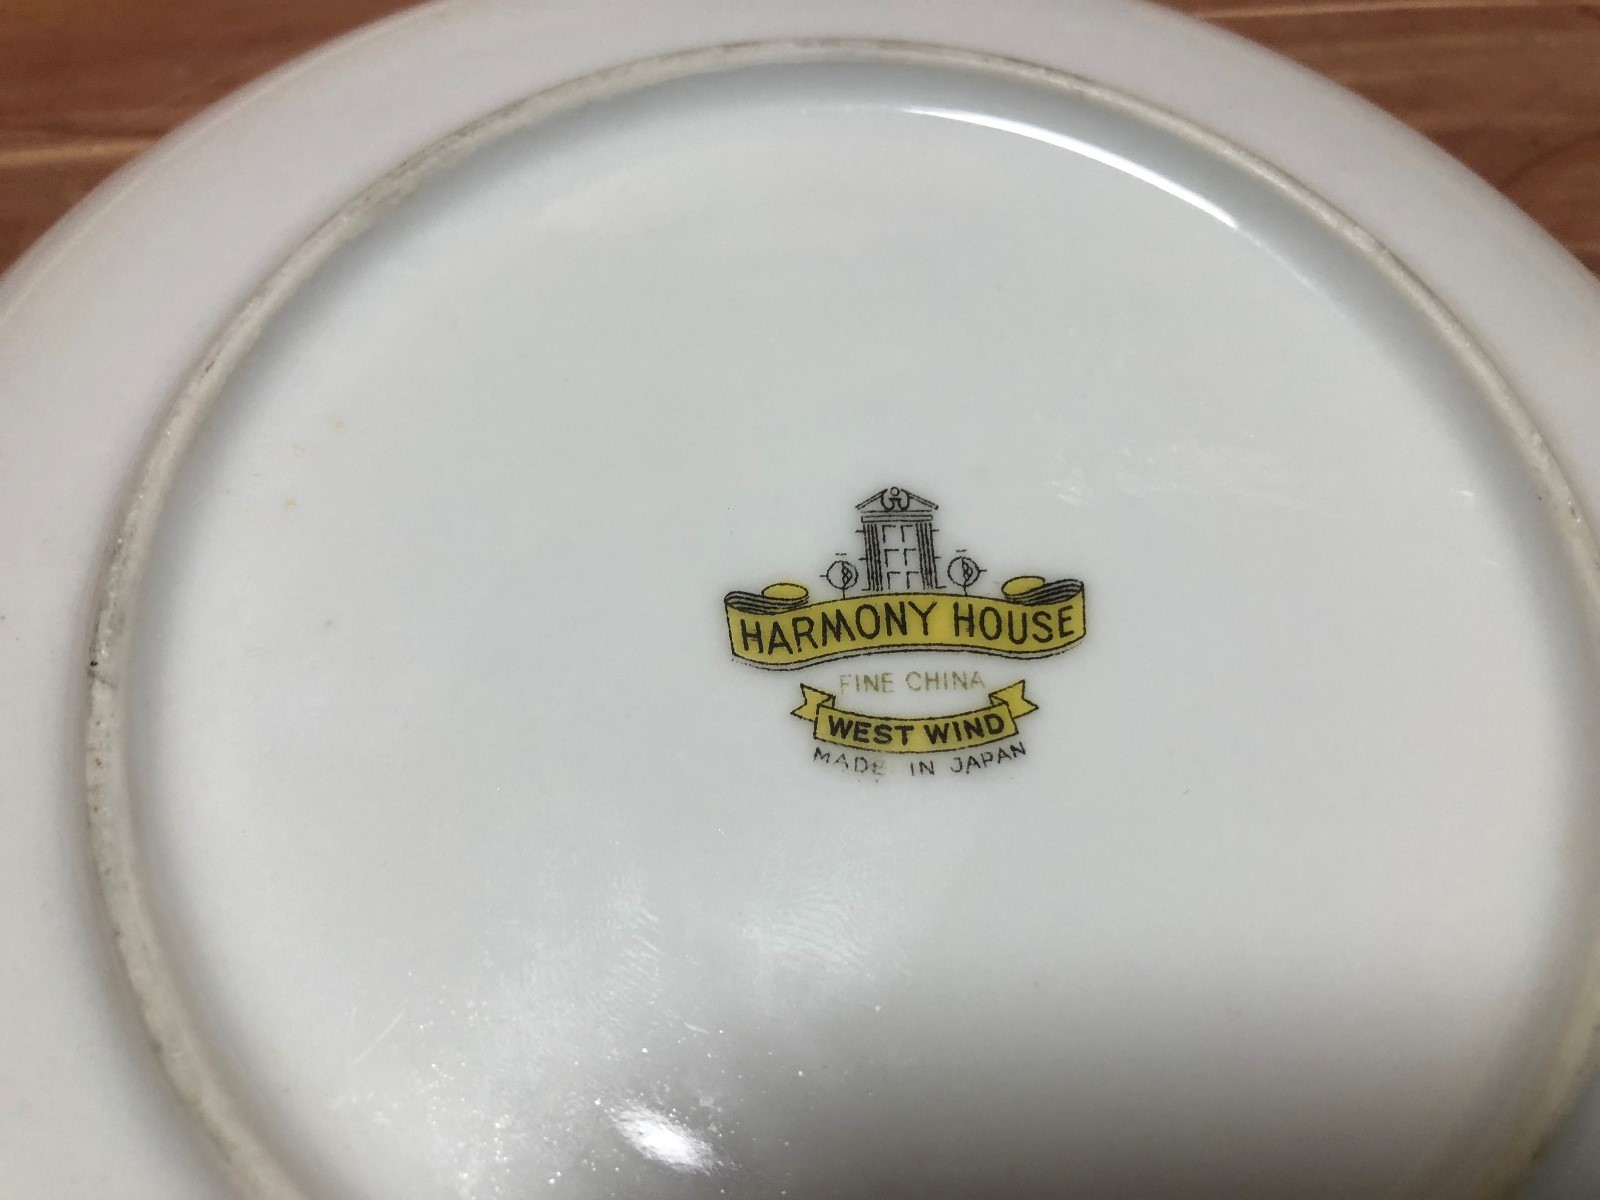 HARMONY HOUSE
FINE CHINA
WEST WIND
MADE IN JAPAN